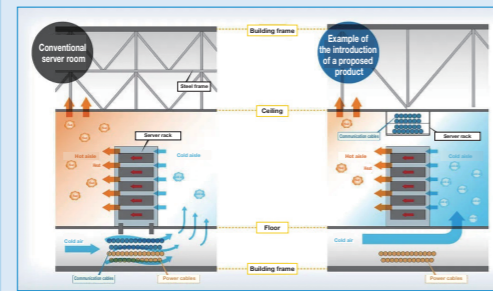 Conventional
server room
Building frame
Example of
the introduction
of a proposed
product
Steel frame
Ceiling
Communication cables
Server rack
Server rack
Hot aisle
Hot
Cold aisle
Hot aisle
Hot
Cold aisle
Floor
Cold air
Cold air
Communication cables
Power cables
Building frame
Power cables